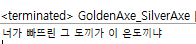 <terminated> GoldenAxe_SilverAxe [
너가 빠뜨린 그 도끼가 이 은도끼냐